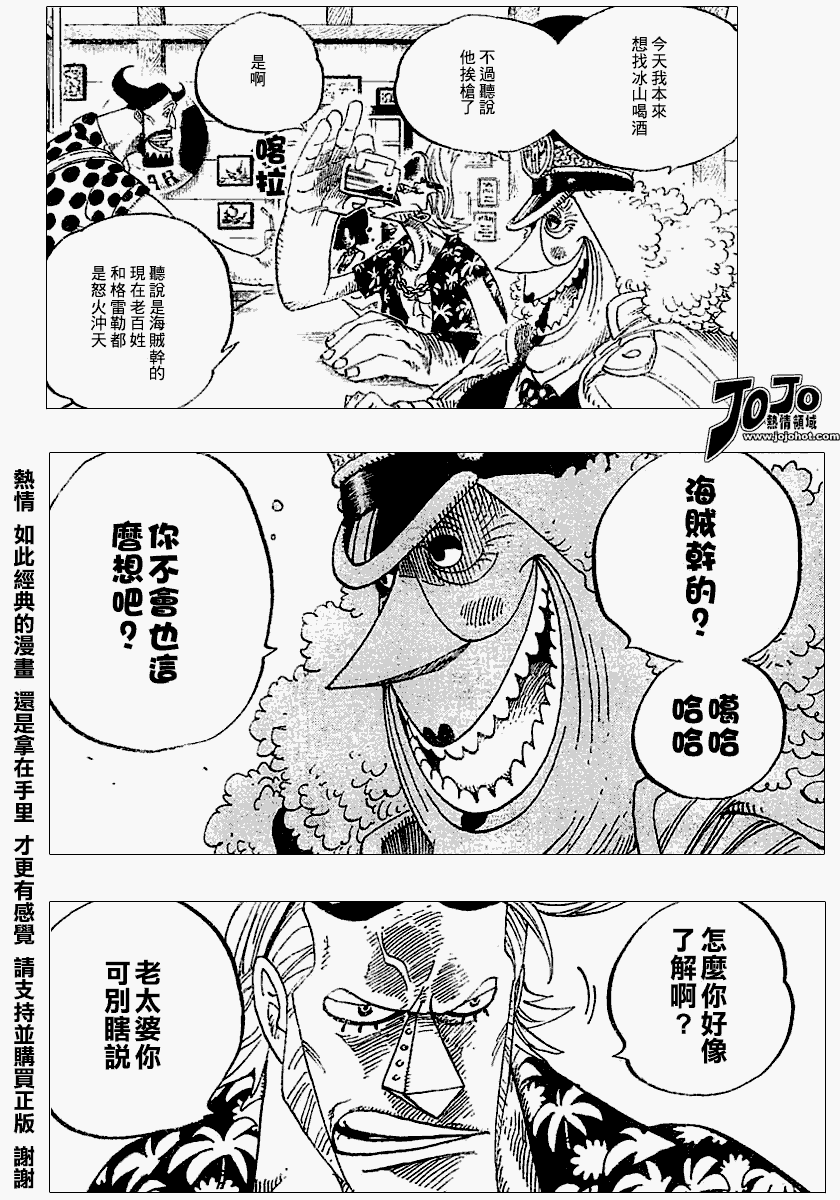 今天我本來
想找冰山喝酒
不過聽說
他挨槍了
是啊
喀拉
A.R
聽說是海賊幹的
現在老百姓
和格雷勒都
是怒火沖天
JOJO
熱情領域
www.jojohot.com
海賊幹的？
噶哈
哈哈
你不會也這
麼想吧？
怎麼你好像
了解啊？
老太婆你
可別瞎説
熱情 如此經典的漫畫 還是拿在手里 才更有感覺 請支持並購買正版 謝謝